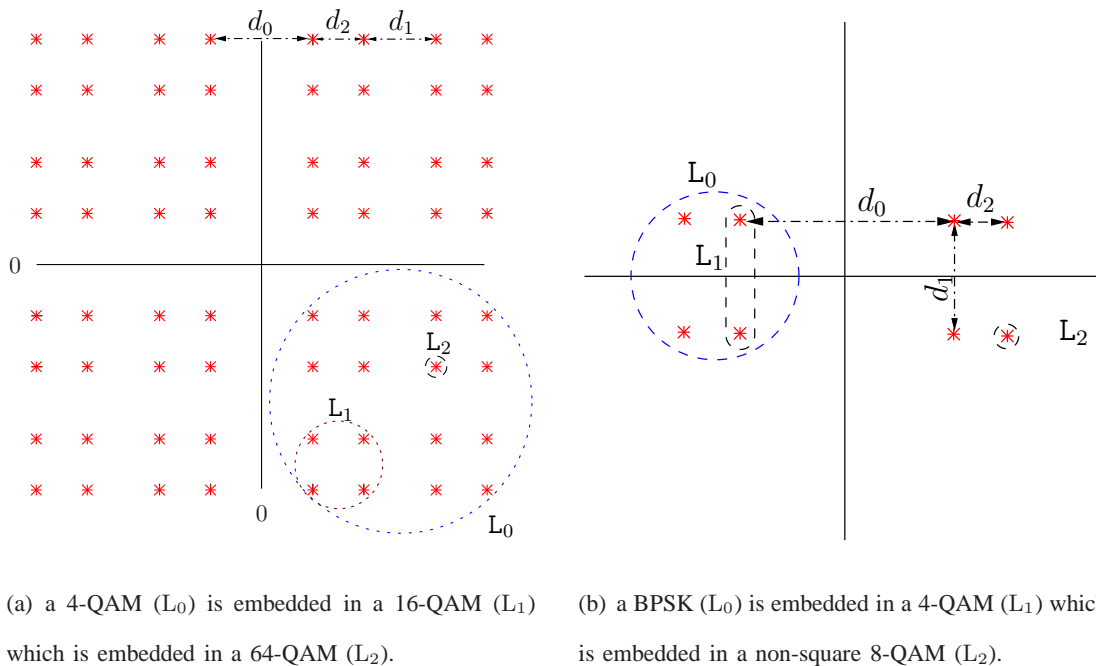 d₀ d₂ d₁
0
L₂
L₁
0
L₀
L₀
d₀ d₂
L₁
d₁
L₂
(a) a 4-QAM (L₀) is embedded in a 16-QAM (L₁)
which is embedded in a 64-QAM (L₂).
(b) a BPSK (L₀) is embedded in a 4-QAM (L₁) whic
is embedded in a non-square 8-QAM (L₂).